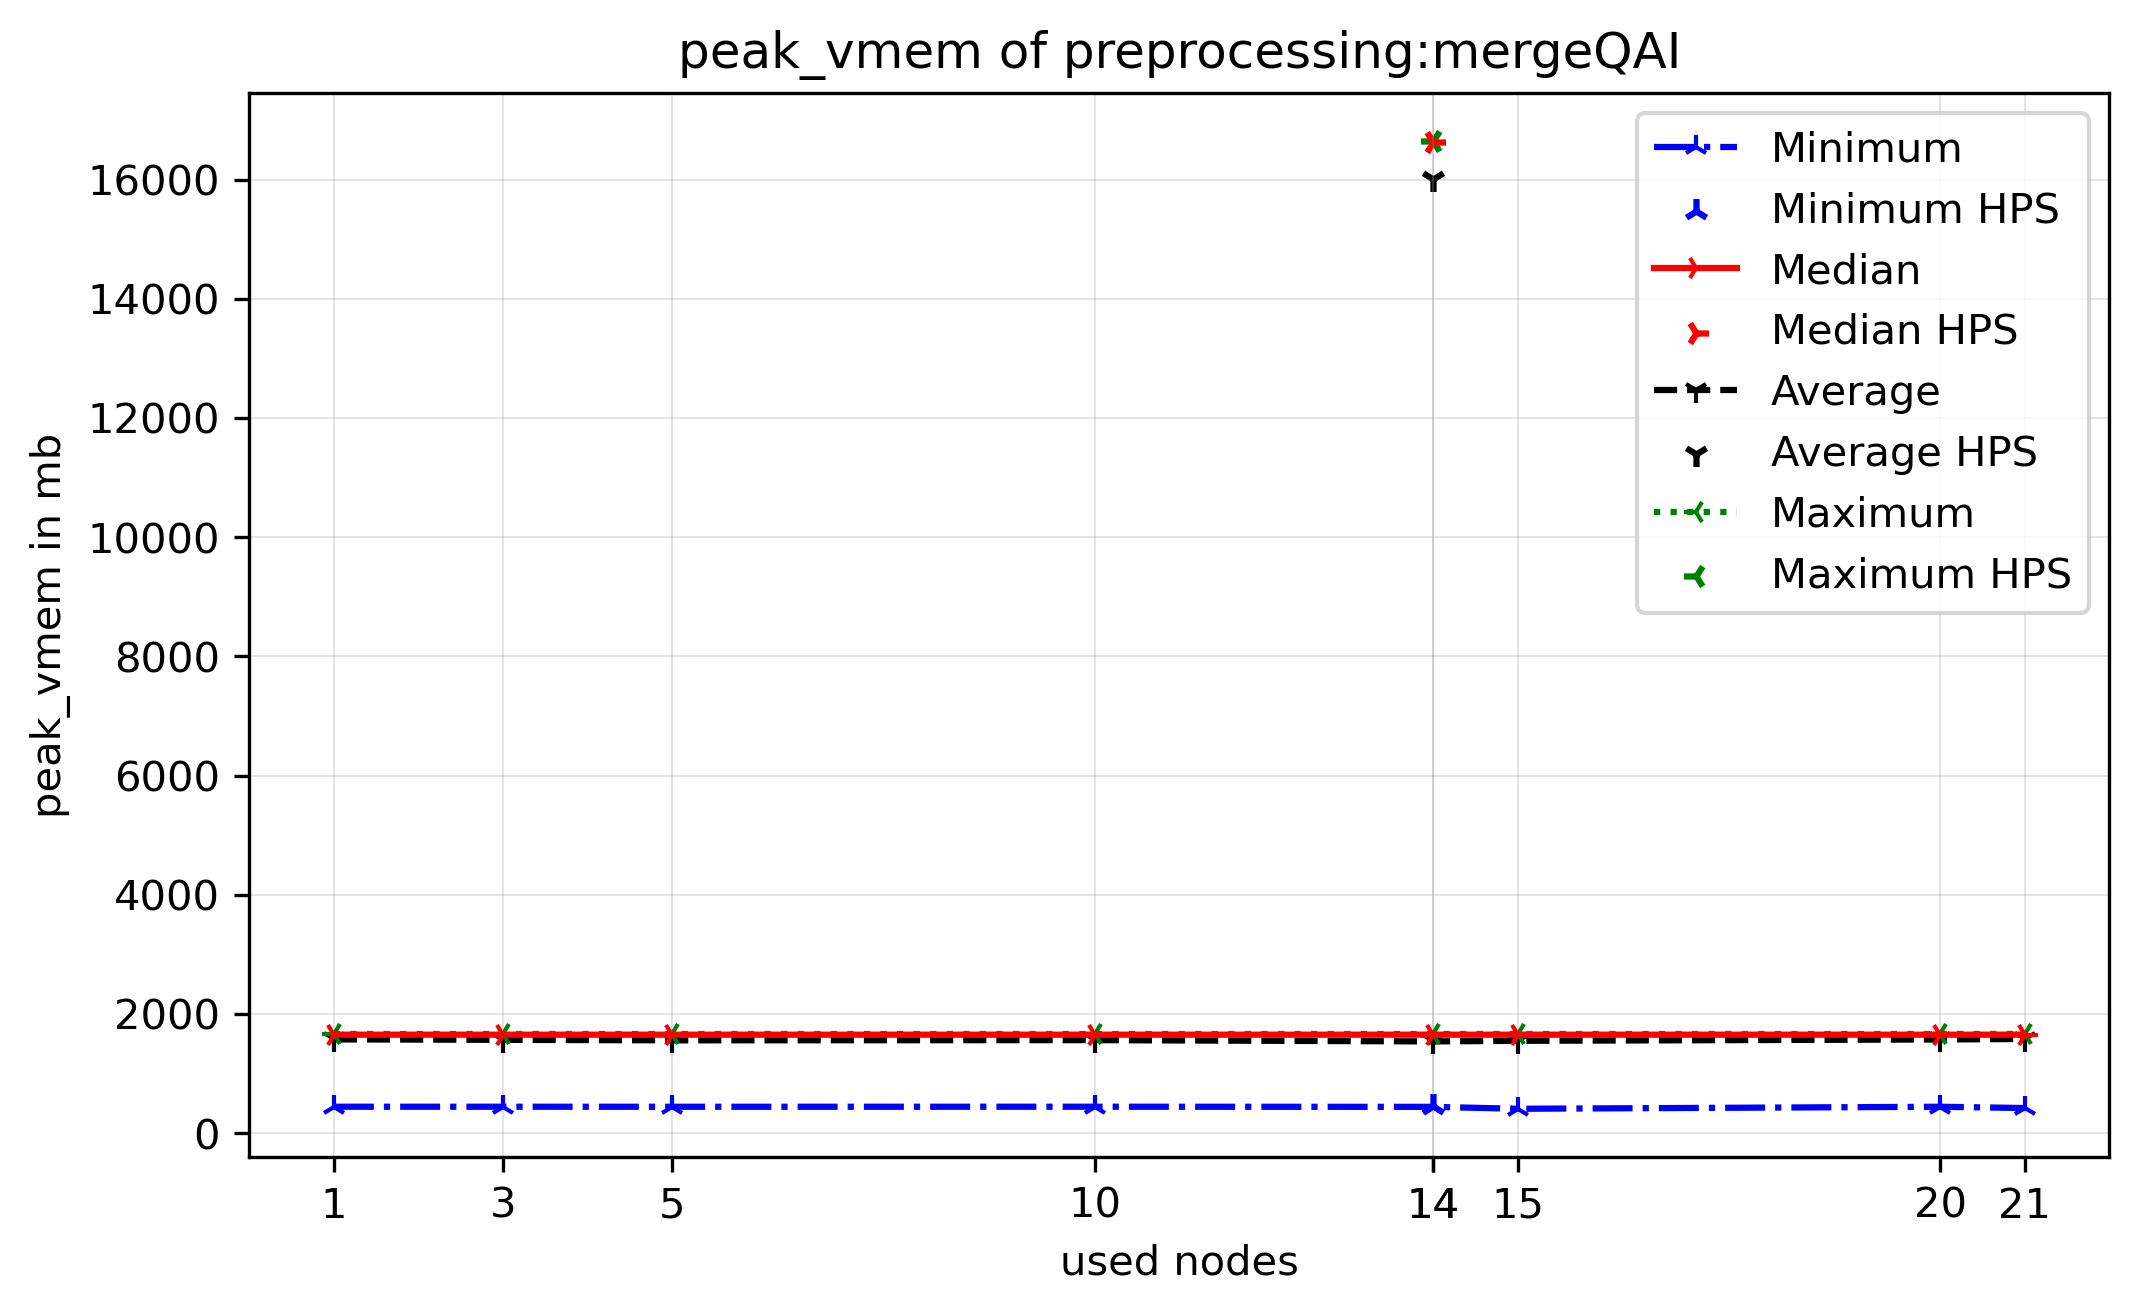 peak_vmem of preprocessing:mergeQAI
peak_vmem in mb
16000
14000
12000
10000
8000
6000
4000
2000
0
1 3 5 10 14 15 20 21
used nodes
Minimum
Minimum HPS
Median
Median HPS
Average
Average HPS
Maximum
Maximum HPS